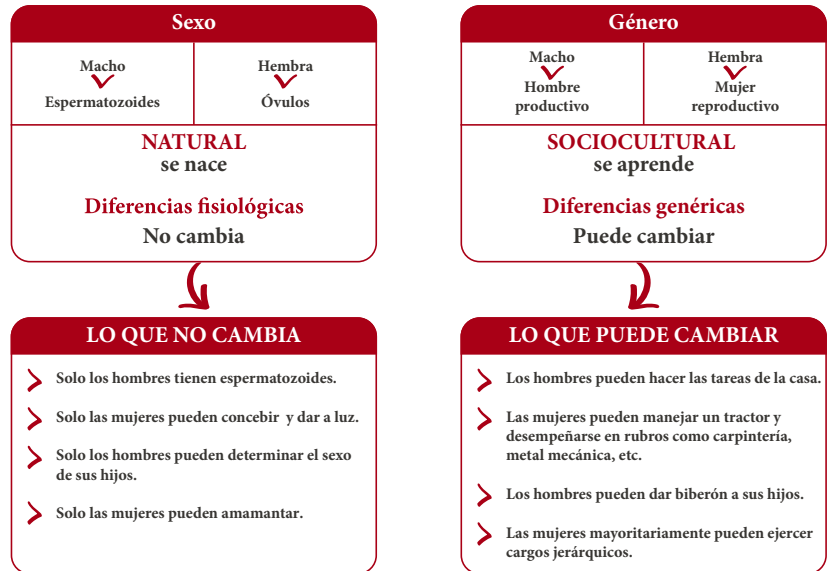 Sexo
Macho
Espermatozoides
Hembra
Óvulos
NATURAL
se nace
Diferencias fisiológicas
No cambia
LO QUE NO CAMBIA
Solo los hombres tienen espermatozoides.
Solo las mujeres pueden concebir y dar a luz.
Solo los hombres pueden determinar el sexo
de sus hijos.
Solo las mujeres pueden amamantar.
Género
Macho
Hombre
productivo
Hembra
Mujer
reproductivo
SOCIOCULTURAL
se aprende
Diferencias genéricas
Puede cambiar
LO QUE PUEDE CAMBIAR
Los hombres pueden hacer las tareas de la casa.
Las mujeres pueden manejar un tractor y
desempeñarse en rubros como carpintería,
metal mecánica, etc.
Los hombres pueden dar biberón a sus hijos.
Las mujeres mayoritariamente pueden ejercer
cargos jerárquicos.